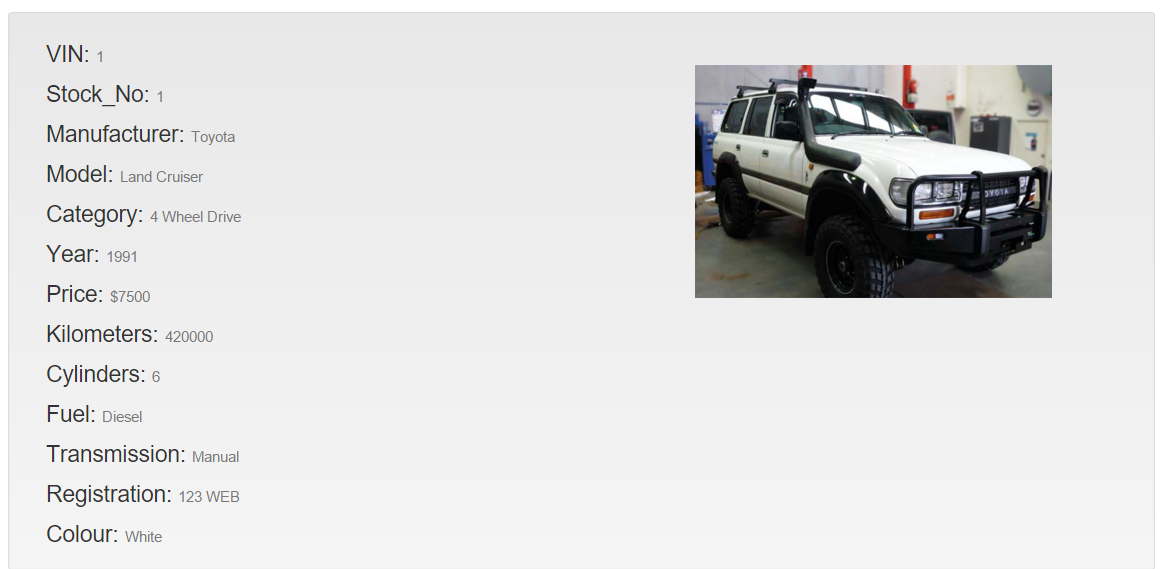 VIN: 1
Stock_No: 1
Manufacturer: Toyota
Model: Land Cruiser
Category: 4 Wheel Drive
Year: 1991
Price: $7500
Kilometers: 420000
Cylinders: 6
Fuel: Diesel
Transmission: Manual
Registration: 123 WEB
Colour: White
TOYOTA